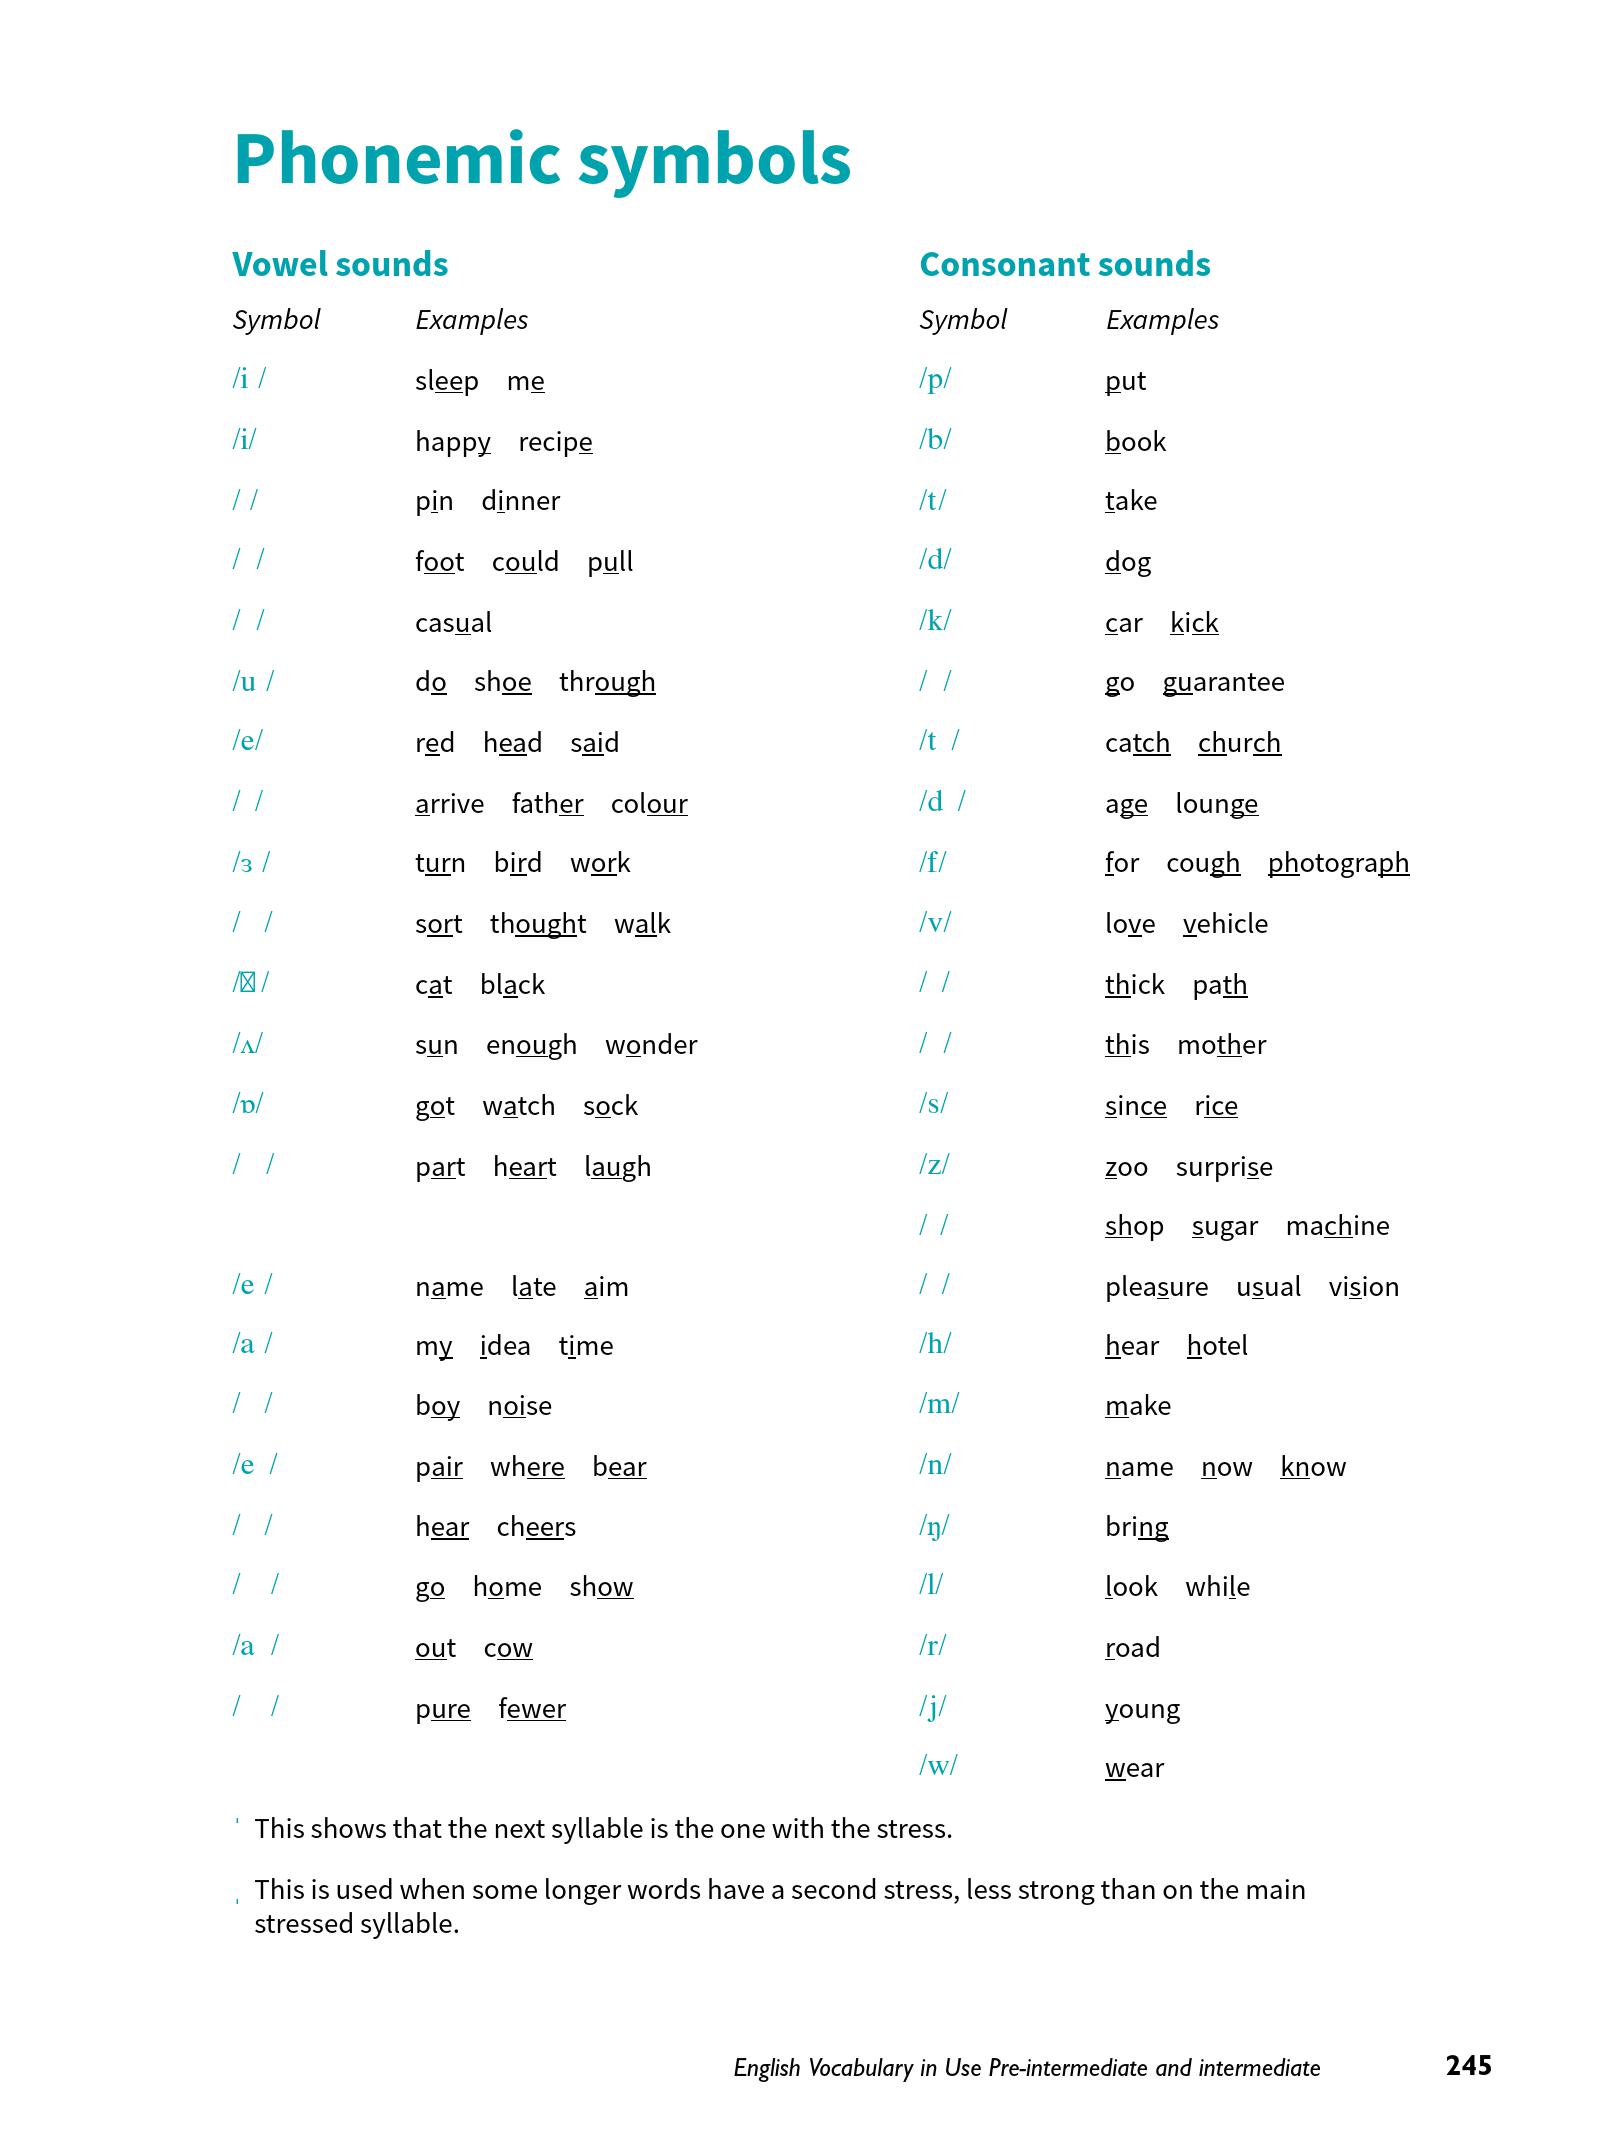 Phonemic symbols
Vowel sounds
Symbol Examples
/i / sleep me
/i/ happy recipe
/ / pin dinner
/ / foot could pull
/ / casual
/u / do shoe through
/e/ red head said
/ / arrive father colour
/ɜ / turn bird work
/ / sort thought walk
/ / cat black
/ʌ/ sun enough wonder
/ɒ/ got watch sock
/ / part heart laugh
/e / name late aim
/a / my idea time
/ / boy noise
/e / pair where bear
/ / hear cheers
/ / go home show
/a / out cow
/ / pure fewer
Consonant sounds
Symbol Examples
/p/ put
/b/ book
/t/ take
/d/ dog
/k/ car kick
/ / go guarantee
/t / catch church
/d / age lounge
/f/ for cough photograph
/v/ love vehicle
/ / thick path
/ / this mother
/s/ since rice
/z/ zoo surprise
/ / shop sugar machine
/ / pleasure usual vision
/h/ hear hotel
/m/ make
/n/ name now know
/ŋ/ bring
/l/ look while
/r/ road
/j/ young
/w/ wear
ˈ This shows that the next syllable is the one with the stress.
ˌ This is used when some longer words have a second stress, less strong than on the main
stressed syllable.
English Vocabulary in Use Pre-intermediate and intermediate 245